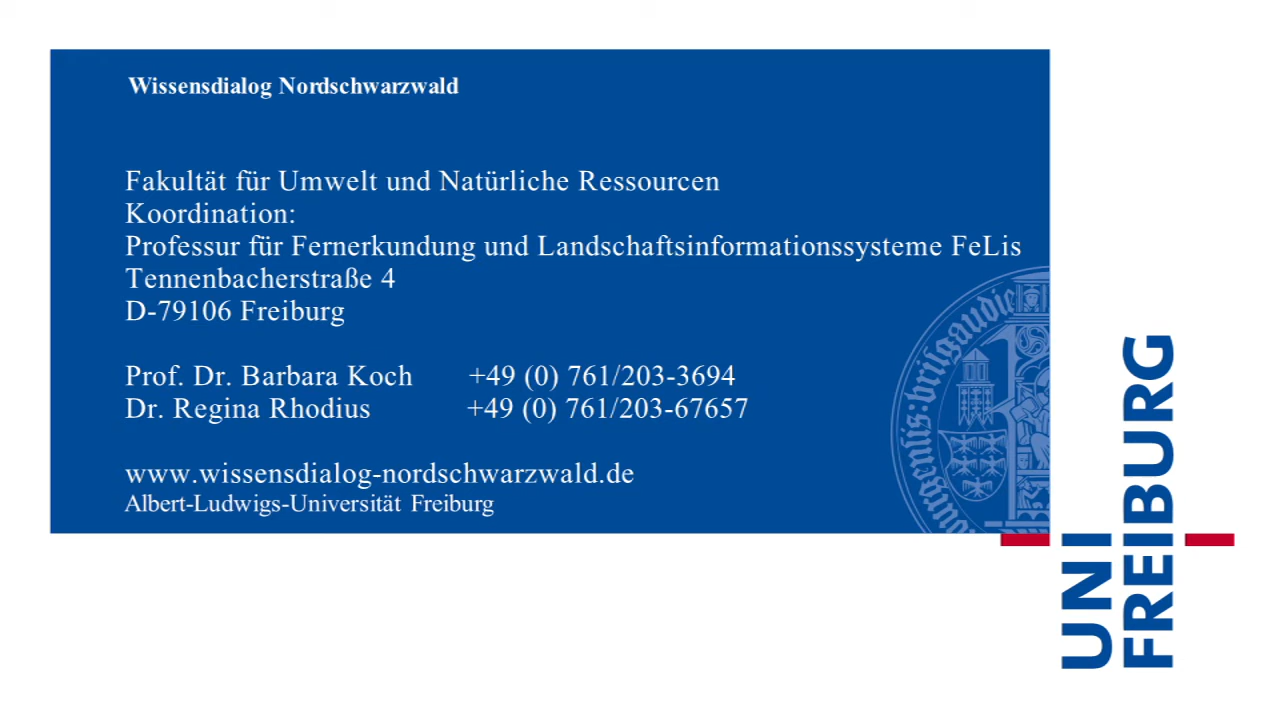 Wissensdialog Nordschwarzwald
Fakultät für Umwelt und Natürliche Ressourcen
Koordination:
Professur für Fernerkundung und Landschaftsinformationssysteme FeLis
Tennenbacherstraße 4
D-79106 Freiburg
Prof. Dr. Barbara Koch +49 (0) 761/203-3694
Dr. Regina Rhodius +49 (0) 761/203-67657
www.wissensdialog-nordschwarzwald.de
Albert-Ludwigs-Universität Freiburg
UNI
FREIBURG